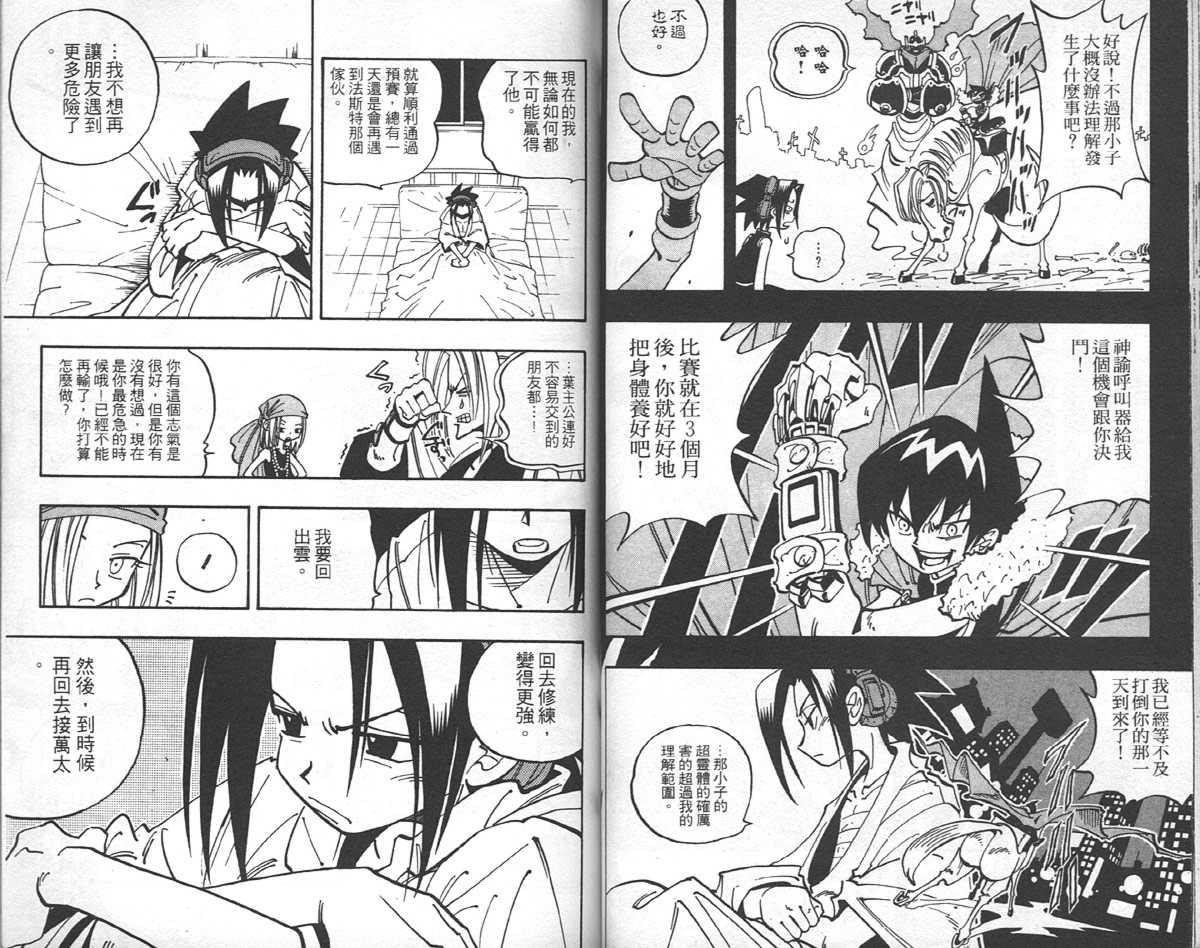 好說！不過那小子
大概沒辦法理解發
生了什麼事吧？
哈哈
哈！
…？
不過
也好。
神諭呼叫器給我
這個機會跟你決
鬥！
比賽就在3個月
後，你就好好地
把身體養好吧！
我已經等不及
打倒你的那一
天到來了！
…那小子的
超靈體的確厲
害的超過我的
理解範圍。
現在的我，
無論如何都
不可能贏得
了他。
就算順利通過
預賽，總有一
天還是會再遇
到法斯特那個
傢伙。
…我不想再
讓朋友遇到
更多危險了
。
…葉主公連好
不容易交到的
朋友都…！
你有這個志氣是
很好，但是你有
沒有想過，現在
是你最危急的時
候哦！已經不能
再輸了，你打算
怎麼做？
我要回
出雲。
回去修練，
變得更強。
然後，到時候
再回去接萬太
。